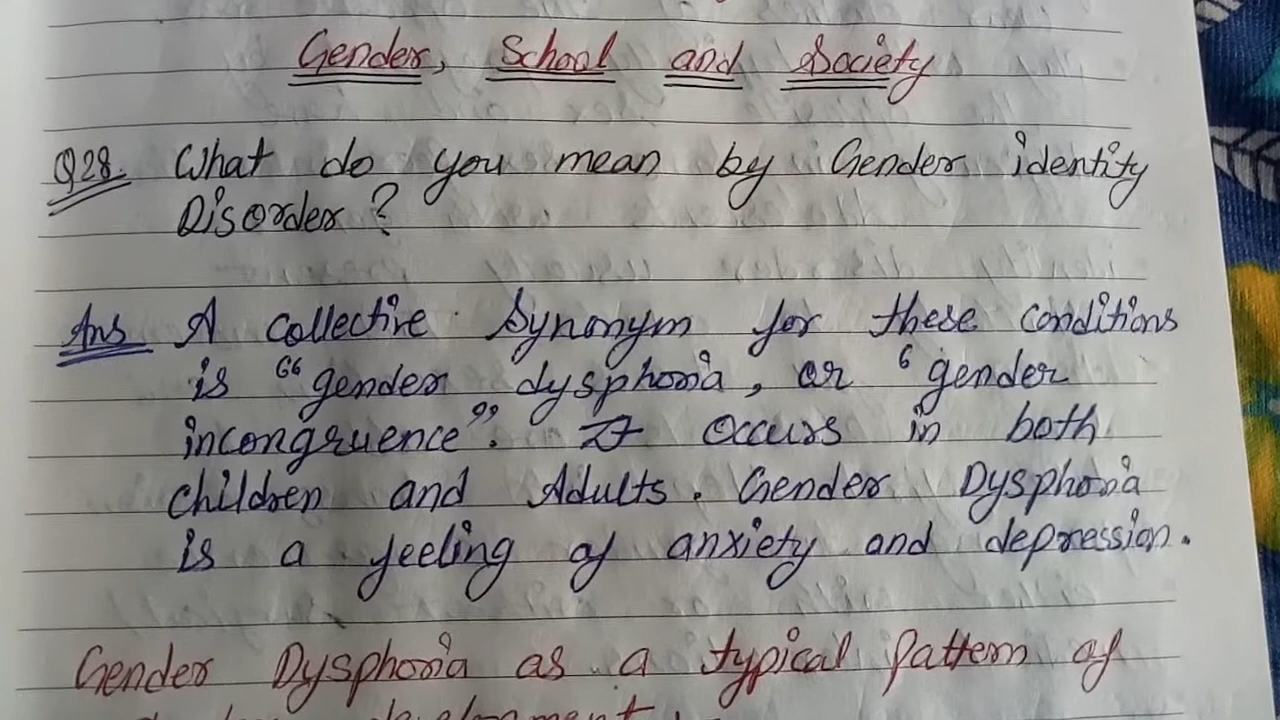 Gender, School and Society
Q28. What do you mean by Gender identity
Disorder ?
Ans A collective Synonym for these conditions
is “gender dysphoria, or ‘gender
incongruence”. It occurs in both
children and Adults. Gender Dysphoria
is a feeling of anxiety and depression.
Gender Dysphoria as a typical Pattern of
development.